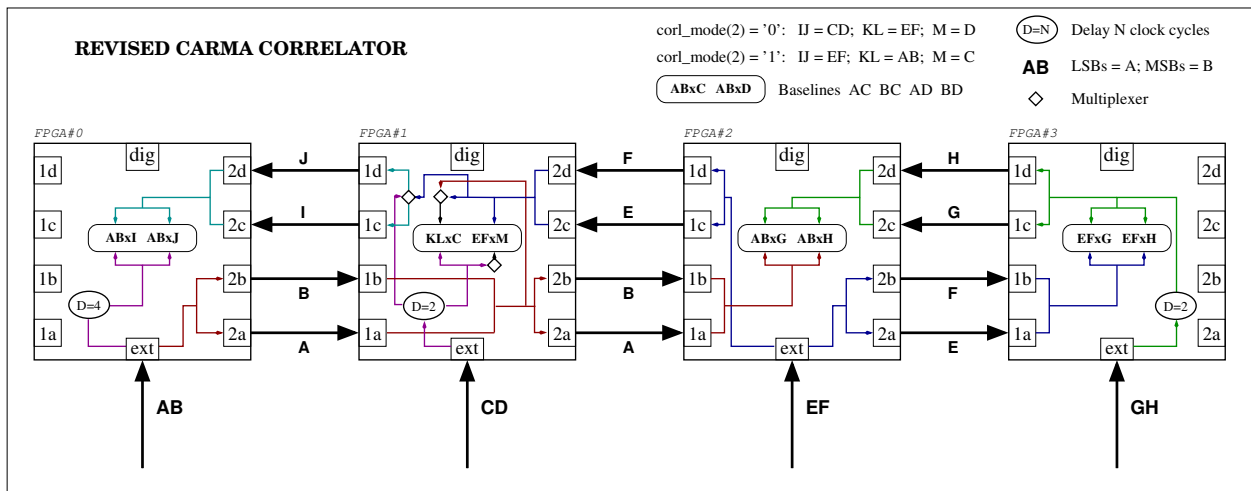 REVISED CARMA CORRELATOR
corl_mode(2) = '0': IJ = CD; KL = EF; M = D
corl_mode(2) = '1': IJ = EF; KL = AB; M = C
ABxC ABxD Baselines AC BC AD BD
D=N Delay N clock cycles
AB LSBs = A; MSBs = B
Multiplexer
FPGA#0 FPGA#1 FPGA#2 FPGA#3
dig dig dig dig
1d 2d J 1d 2d F 1d 2d H 1d 2d
1c 2c I 1c 2c E 1c 2c G 1c 2c
ABxI ABxJ KLxC EFxM ABxG ABxH EFxG EFxH
1b 2b B 1b 2b B 1b 2b F 1b 2b
D=4 D=2 D=2
1a 2a A 1a 2a A 1a 2a E 1a 2a
ext ext ext ext
AB CD EF GH